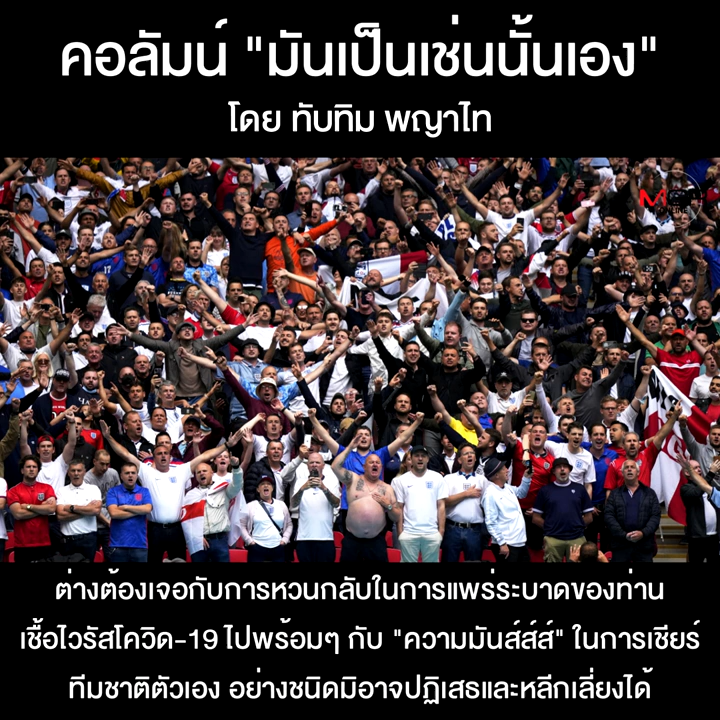 คอลัมน์ "มันเป็นเช่นนั้นเอง"
โดย ทับทิม พญาไท
ต่างต้องเจอกับการหวนกลับในการแพร่ระบาดของท่าน
เชื้อไวรัสโควิด-19 ไปพร้อมๆ กับ "ความมันส์ส์ส์" ในการเชียร์
ทีมชาติตัวเอง อย่างชนิดมิอาจปฏิเสธและหลีกเลี่ยงได้